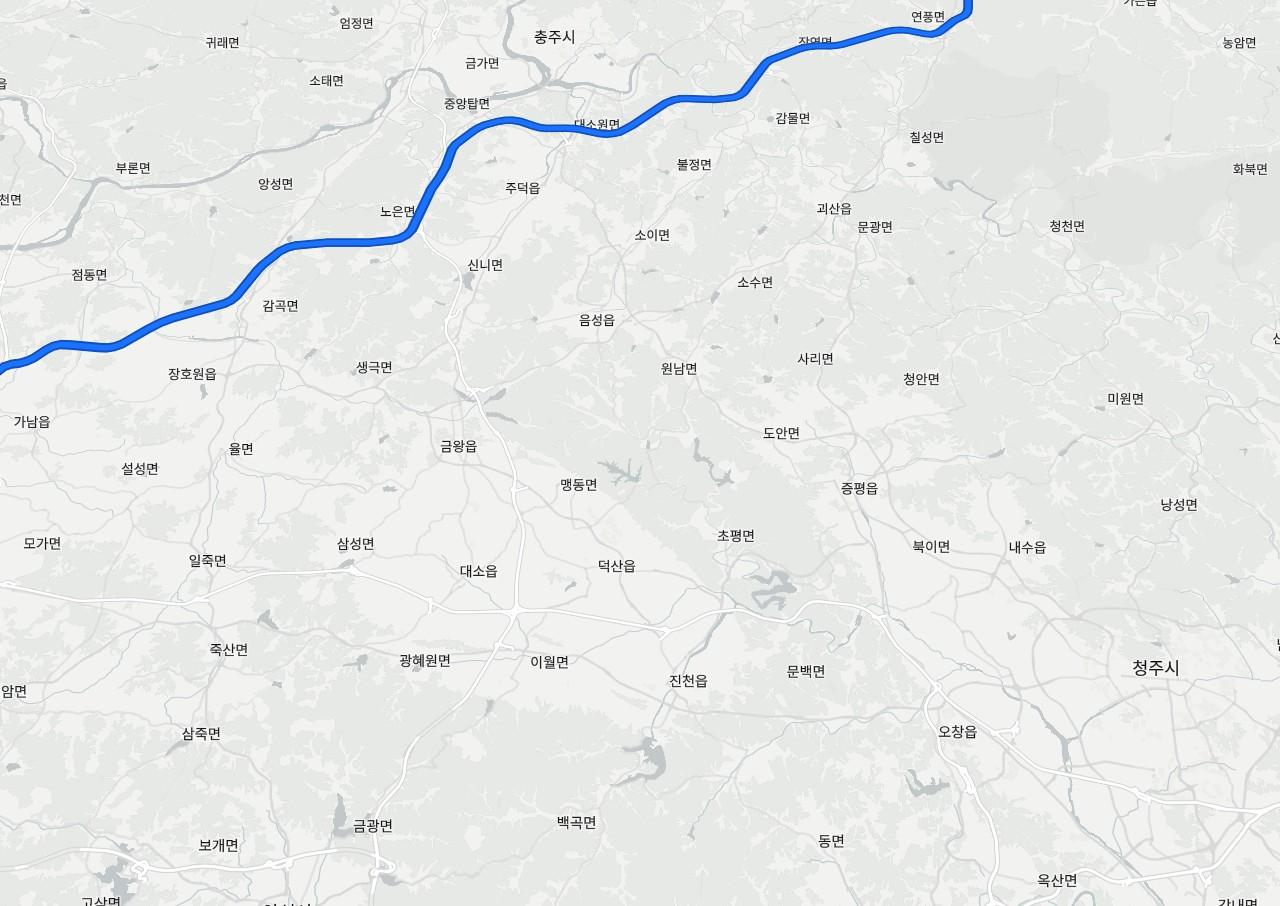 엄정면
연풍면
귀래면
충주시
장연면
농암면
금가면
소태면
중앙탑면
감물면
대소원면
칠성면
부론면
불정면
화북면
앙성면
주덕읍
노은면
괴산읍
문광면
청천면
소이면
신니면
점동면
소수면
감곡면
음성읍
사리면
생극면
원남면
장호원읍
청안면
미원면
가남읍
도안면
금왕읍
율면
설성면
맹동면
증평읍
낭성면
초평면
모가면
삼성면
북이면
내수읍
일죽면
대소읍
덕산읍
죽산면
광혜원면
이월면
문백면
청주시
진천읍
암면
삼죽면
오창읍
금광면
백곡면
보개면
동면
옥산면